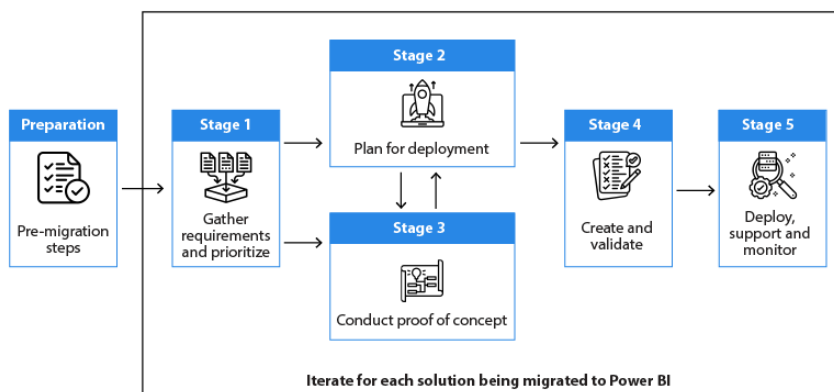 Preparation
Pre-migration
steps
Stage 1
Gather
requirements
and prioritize
Stage 2
Plan for deployment
Stage 3
Conduct proof of concept
Stage 4
Create and
validate
Stage 5
Deploy,
support and
monitor
Iterate for each solution being migrated to Power BI